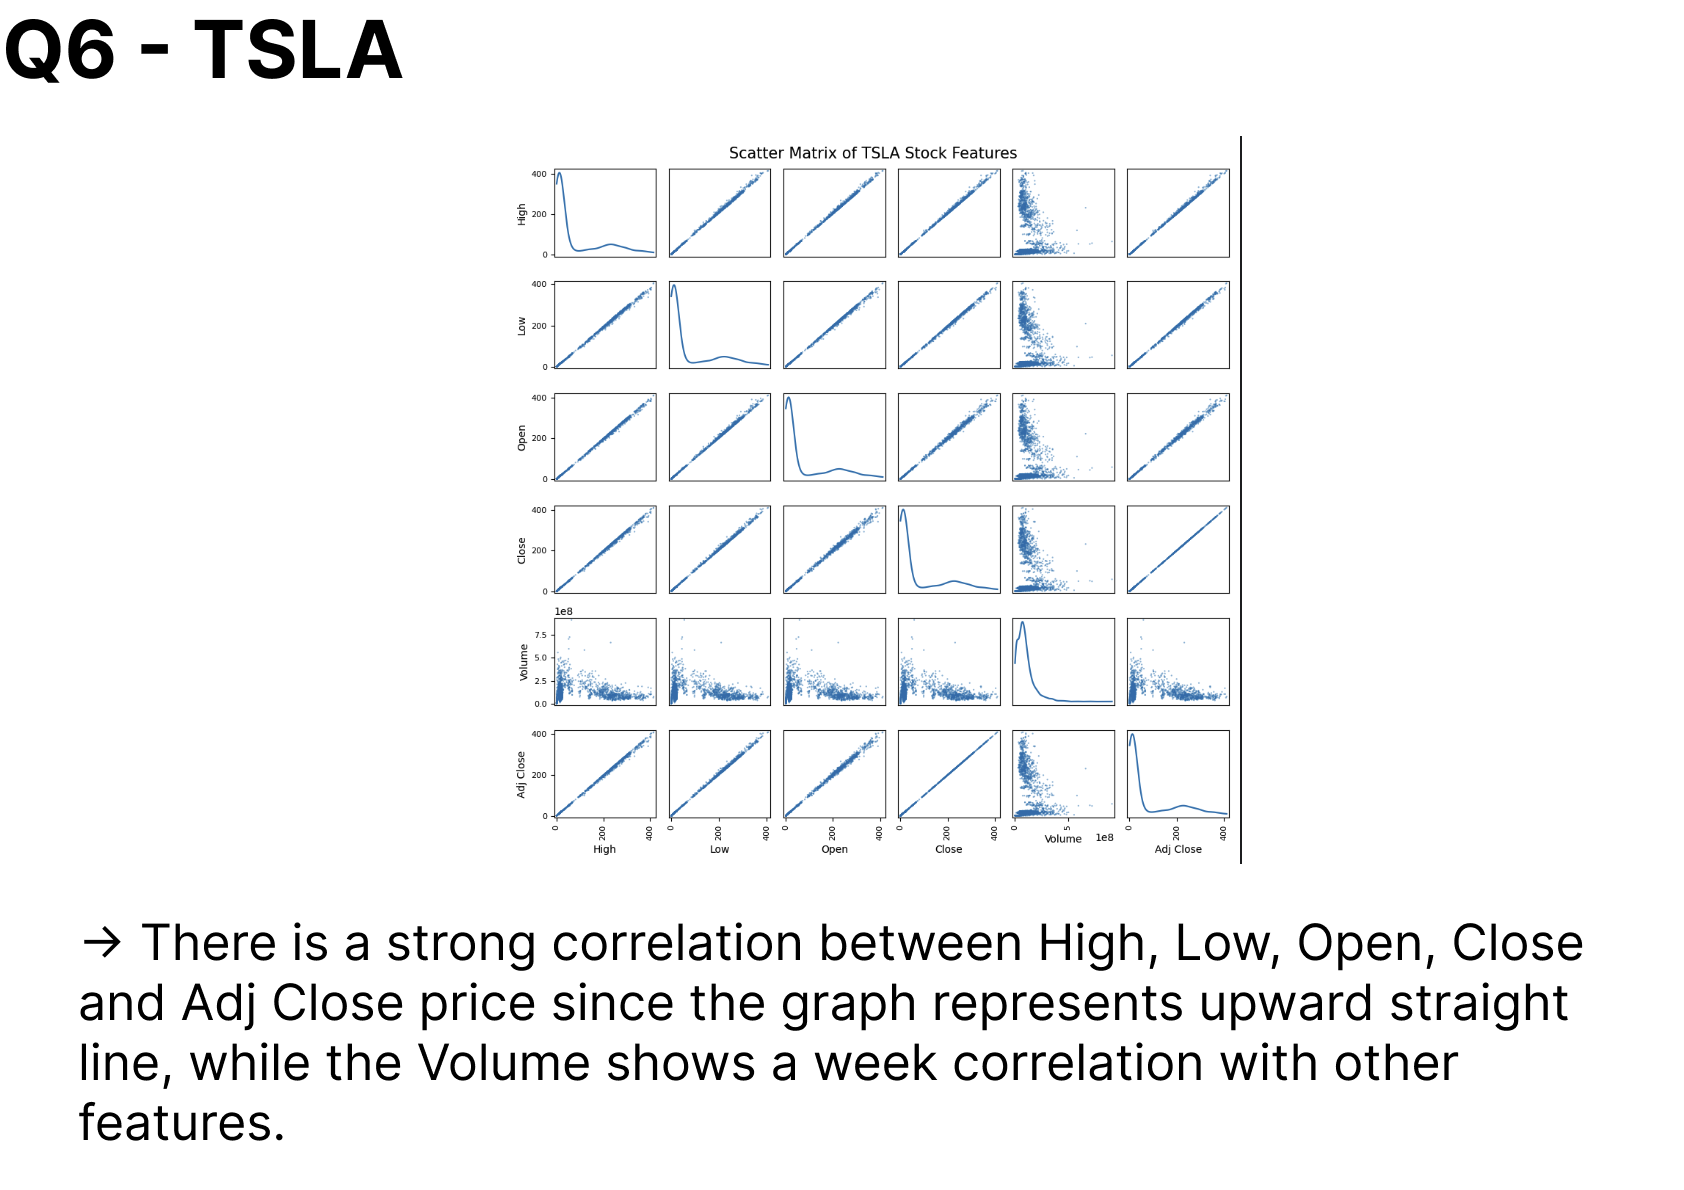 Q6 - TSLA
Scatter Matrix of TSLA Stock Features
400
200
0
High
400
200
0
Low
400
200
0
Open
400
200
0
Close
1e8
7.5
5.0
2.5
0.0
Volume
400
200
0
Adj Close
0 200 400
0 200 400
0 200 400
0 200 400
0 5 1e8
0 200 400
High Low Open Close Volume Adj Close
→ There is a strong correlation between High, Low, Open, Close
and Adj Close price since the graph represents upward straight
line, while the Volume shows a week correlation with other
features.